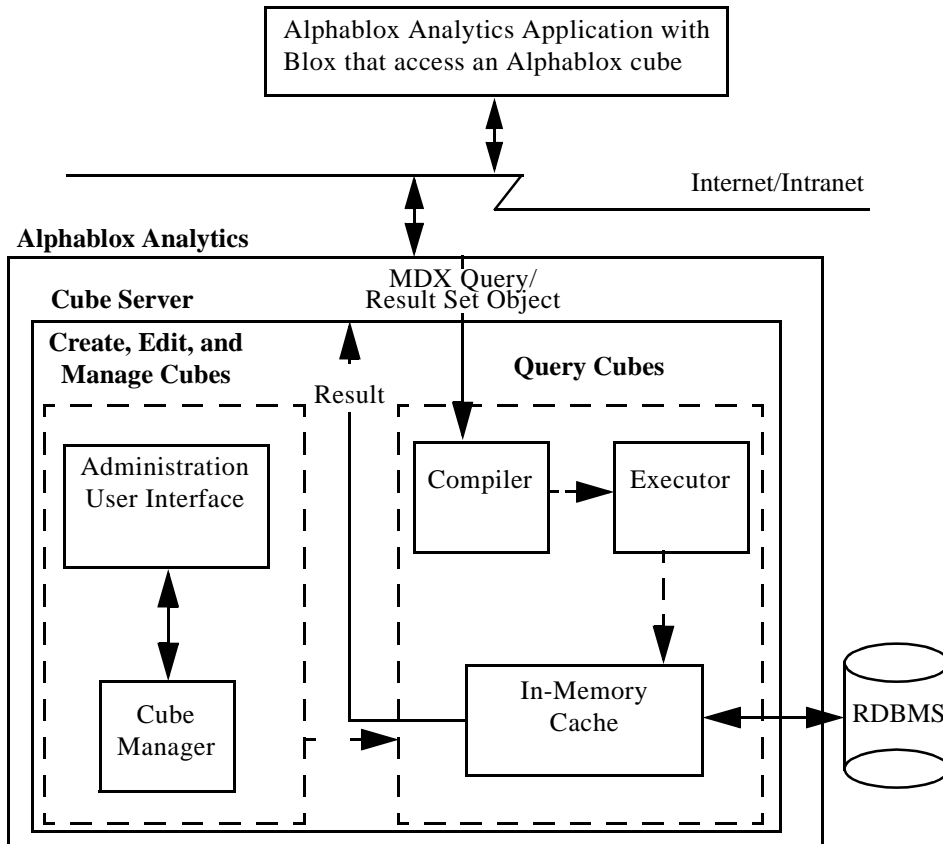 Alphablox Analytics Application with
Blox that access an Alphablox cube
Internet/Intranet
Alphablox Analytics
MDX Query/
Result Set Object
Cube Server
Create, Edit, and
Manage Cubes
Result
Query Cubes
Administration
User Interface
Compiler
Executor
Cube
Manager
In-Memory
Cache
RDBMS